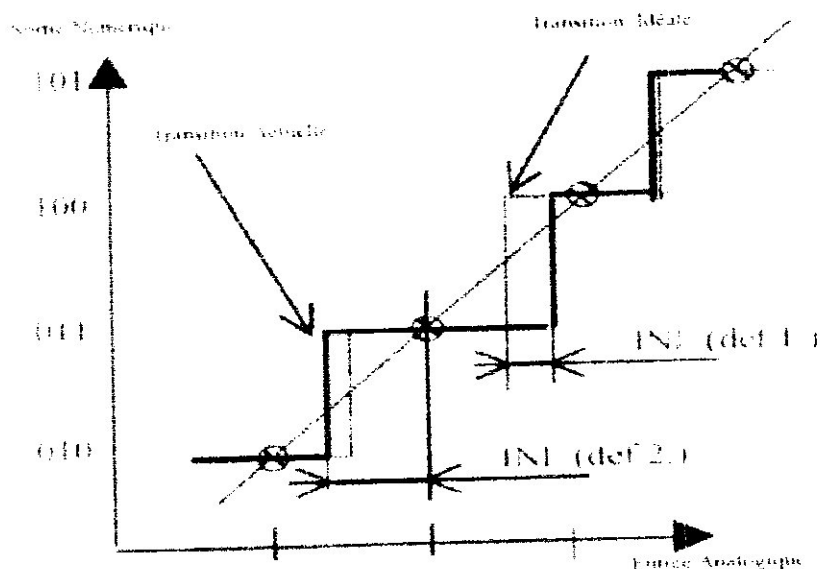 Sortie Numérique
Transition Idéale
101
Transition Actuelle
100
011
INL (def 1.)
010
INL (def 2.)
Entrée Analogique